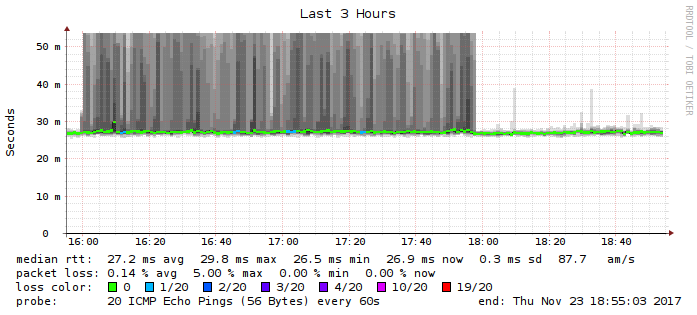 Last 3 Hours
RRDTOOL / TOBI OETIKER
Seconds
50 m
40 m
30 m
20 m
10 m
0
16:00 16:20 16:40 17:00 17:20 17:40 18:00 18:20 18:40
median rtt: 27.2 ms avg 29.8 ms max 26.5 ms min 26.9 ms now 0.3 ms sd 87.7 am/s
packet loss: 0.14 % avg 5.00 % max 0.00 % min 0.00 % now
loss color: 0 1/20 2/20 3/20 4/20 10/20 19/20
probe: 20 ICMP Echo Pings (56 Bytes) every 60s end: Thu Nov 23 18:55:03 2017